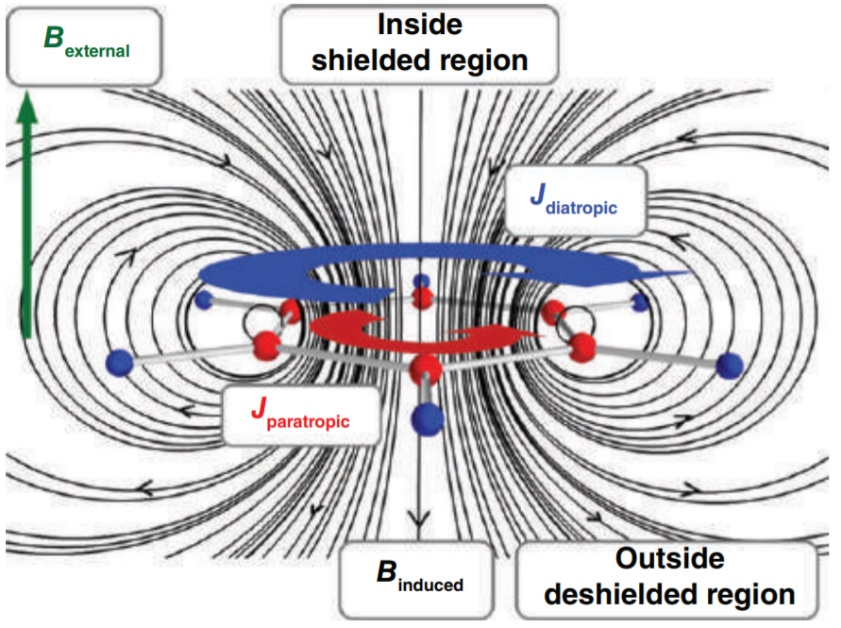 B external
Inside
shielded region
J diatropic
J paratropic
B induced
Outside
deshielded region